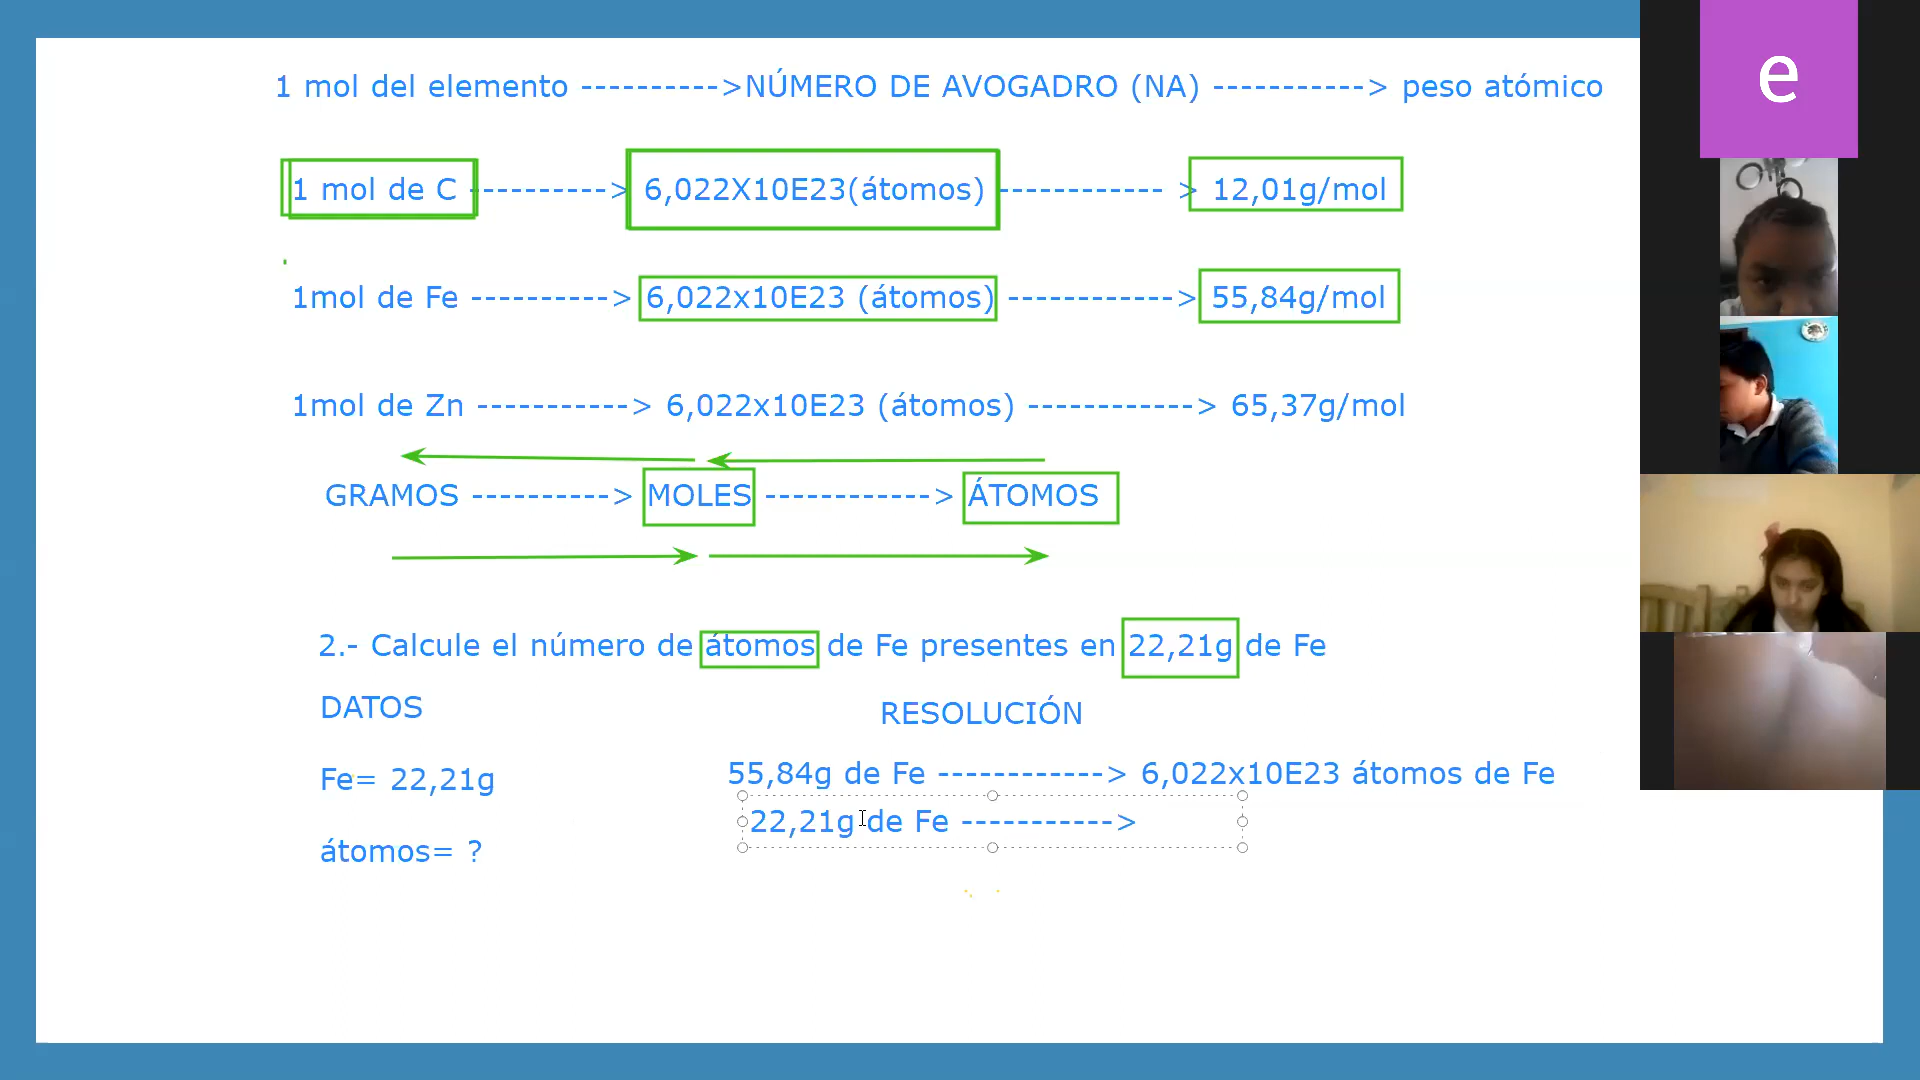 1 mol del elemento ---------->NÚMERO DE AVOGADRO (NA) -----------> peso atómico
1 mol de C ----------> 6,022X10E23(átomos) ------------ > 12,01g/mol
1mol de Fe ----------> 6,022x10E23 (átomos) ------------> 55,84g/mol
1mol de Zn -----------> 6,022x10E23 (átomos) ------------> 65,37g/mol
GRAMOS ----------> MOLES ------------> ÁTOMOS
2.- Calcule el número de átomos de Fe presentes en 22,21g de Fe
DATOS
Fe= 22,21g
átomos= ?
RESOLUCIÓN
55,84g de Fe ------------> 6,022x10E23 átomos de Fe
22,21g de Fe ----------->
e